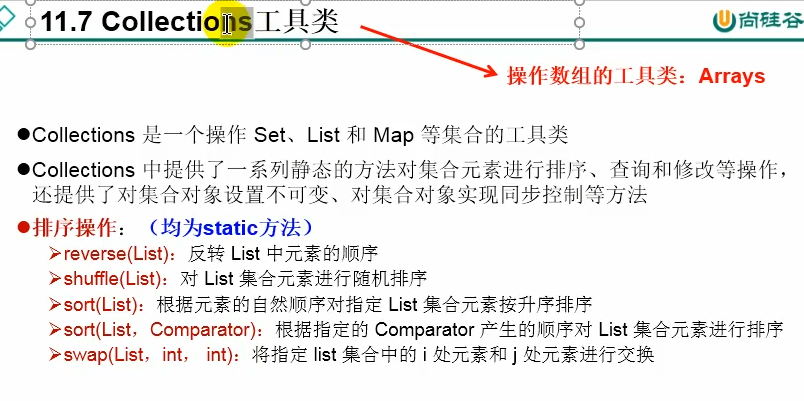 11.7 Collections工具类
尚硅谷
操作数组的工具类：Arrays
●Collections 是一个操作 Set、List 和 Map 等集合的工具类
●Collections 中提供了一系列静态的方法对集合元素进行排序、查询和修改等操作，
还提供了对集合对象设置不可变、对集合对象实现同步控制等方法
●排序操作：（均为static方法）
➢reverse(List)：反转 List 中元素的顺序
➢shuffle(List)：对 List 集合元素进行随机排序
➢sort(List)：根据元素的自然顺序对指定 List 集合元素按升序排序
➢sort(List，Comparator)：根据指定的 Comparator 产生的顺序对 List 集合元素进行排序
➢swap(List，int， int)：将指定 list 集合中的 i 处元素和 j 处元素进行交换